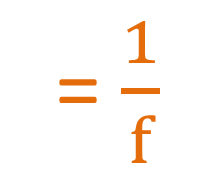 = 1/f